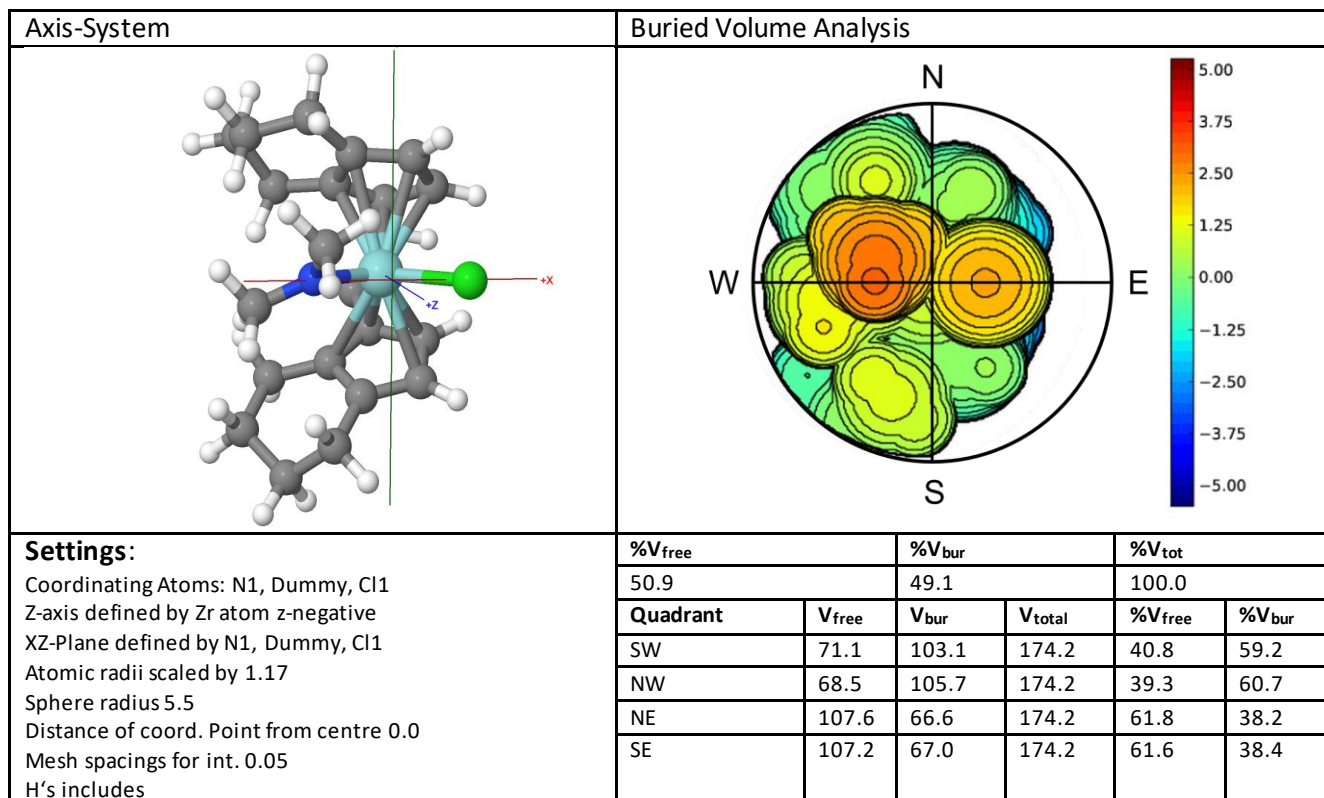 Axis-System
Buried Volume Analysis
+X
+Z
N
W
E
S
5.00
3.75
2.50
1.25
0.00
−1.25
−2.50
−3.75
−5.00
Settings:
Coordinating Atoms: N1, Dummy, Cl1
Z-axis defined by Zr atom z-negative
XZ-Plane defined by N1, Dummy, Cl1
Atomic radii scaled by 1.17
Sphere radius 5.5
Distance of coord. Point from centre 0.0
Mesh spacings for int. 0.05
H‘s includes
%Vfree %Vbur %Vtot
50.9 49.1 100.0
Quadrant Vfree Vbur Vtotal %Vfree %Vbur
SW 71.1 103.1 174.2 40.8 59.2
NW 68.5 105.7 174.2 39.3 60.7
NE 107.6 66.6 174.2 61.8 38.2
SE 107.2 67.0 174.2 61.6 38.4